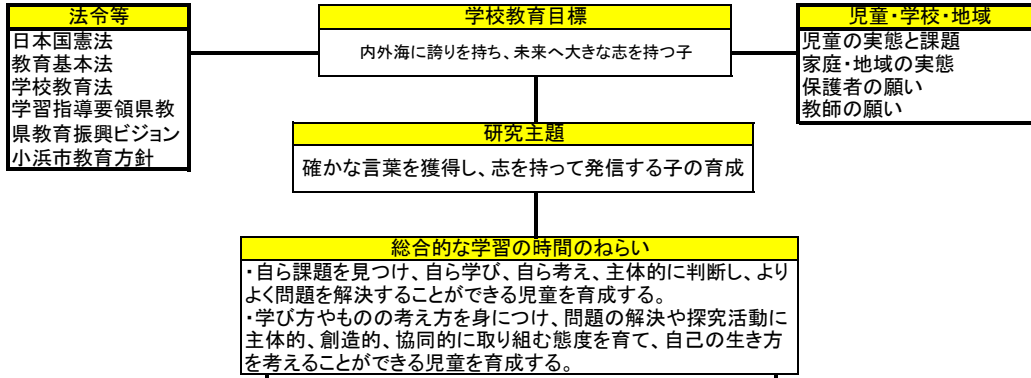 法令等
日本国憲法
教育基本法
学校教育法
学習指導要領県教
県教育振興ビジョン
小浜市教育方針
学校教育目標
内外海に誇りを持ち、未来へ大きな志を持つ子
児童・学校・地域
児童の実態と課題
家庭・地域の実態
保護者の願い
教師の願い
研究主題
確かな言葉を獲得し、志を持って発信する子の育成
総合的な学習の時間のねらい
・自ら課題を見つけ、自ら学び、自ら考え、主体的に判断し、より
よく問題を解決することができる児童を育成する。
・学び方やものの考え方を身につけ、問題の解決や探究活動に
主体的、創造的、協同的に取り組む態度を育て、自己の生き方
を考えることができる児童を育成する。